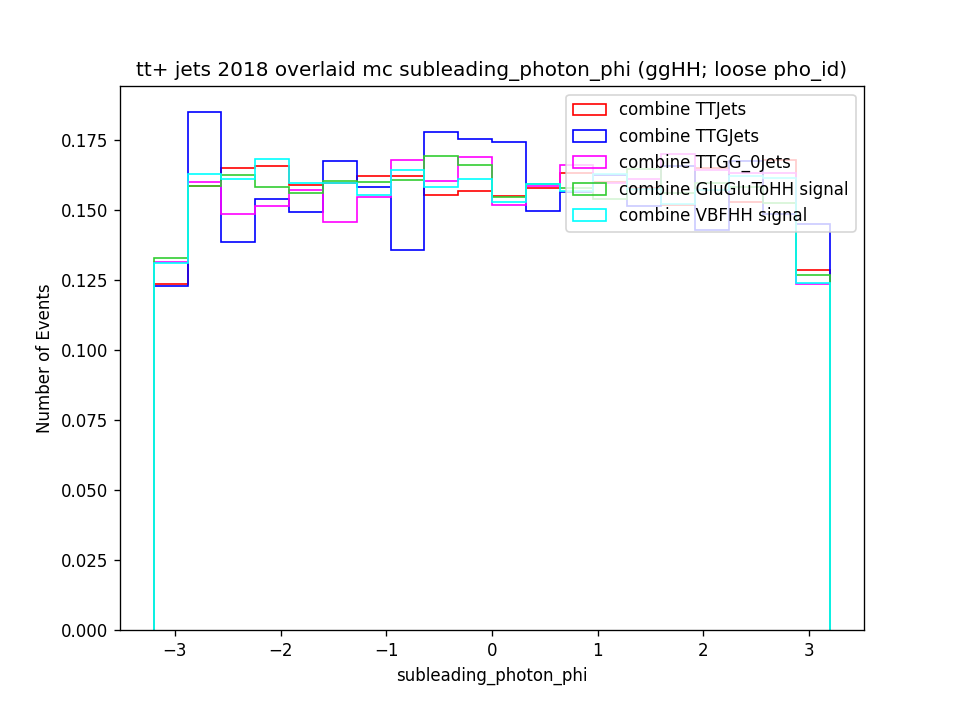 tt+ jets 2018 overlaid mc subleading_photon_phi (ggHH; loose pho_id)
combine TTJets
combine TTGJets
combine TTGG_0Jets
combine GluGluToHH signal
combine VBFHH signal
0.175
0.150
0.125
0.100
0.075
0.050
0.025
0.000
Number of Events
−3 −2 −1 0 1 2 3
subleading_photon_phi